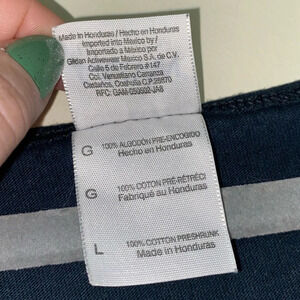 Made in Honduras / Hecho en Honduras
Imported into Mexico by /
Importado a México por
Gildan Activewear Mexico S.A. de C.V.
Calle 5 de Febrero #147
Col. Venustiano Carranza
Castaños, Coahuila C.P. 25870
RFC: GAM-050502-JA8
G 100% ALGODÓN PRE-ENCOGIDO
Hecho en Honduras
G 100% COTON PRÉ-RÉTRÉCI
Fabriqué au Honduras
L 100% COTTON PRESHRUNK
Made in Honduras